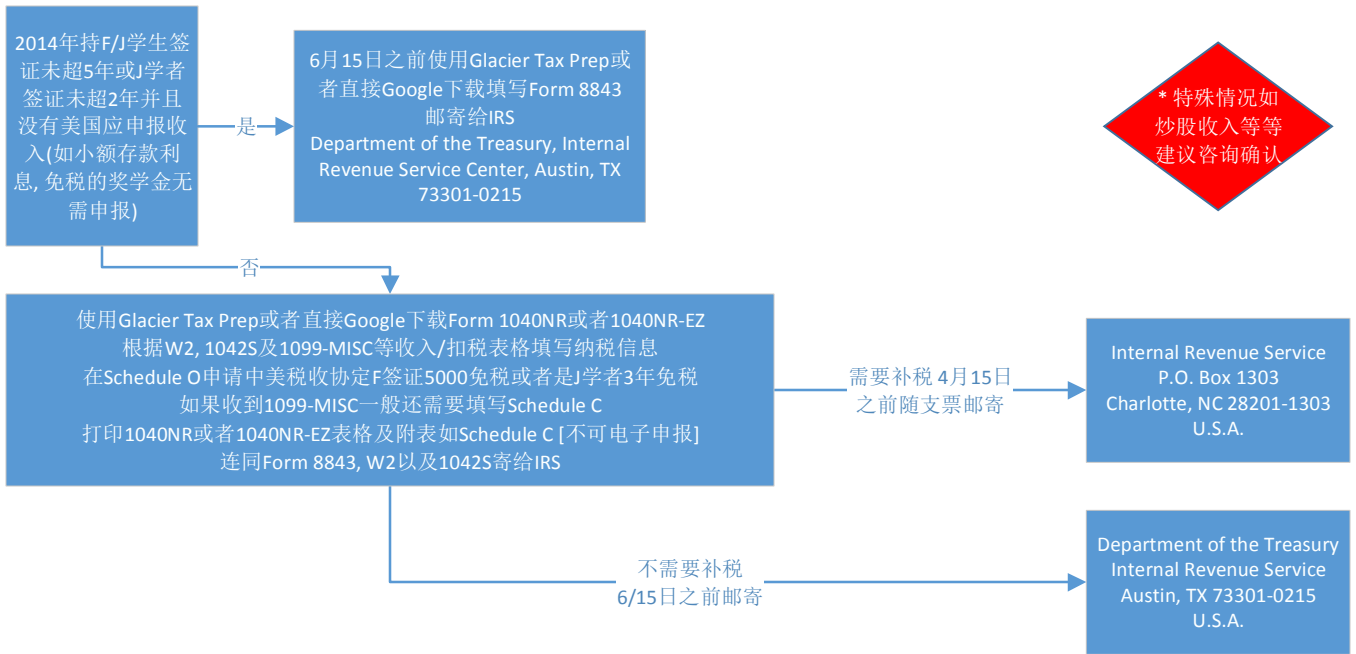 2014年持F/J学生签
证未超5年或J学者
签证未超2年并且
没有美国应申报收
入(如小额存款利
息, 免税的奖学金无
需申报)
是
6月15日之前使用Glacier Tax Prep或
者直接Google下载填写Form 8843
邮寄给IRS
Department of the Treasury, Internal
Revenue Service Center, Austin, TX
73301-0215
* 特殊情况如
炒股收入等等
建议咨询确认
否
使用Glacier Tax Prep或者直接Google下载Form 1040NR或者1040NR-EZ
根据W2, 1042S及1099-MISC等收入/扣税表格填写纳税信息
在Schedule O申请中美税收协定F签证5000免税或者是J学者3年免税
如果收到1099-MISC一般还需要填写Schedule C
打印1040NR或者1040NR-EZ表格及附表如Schedule C [不可电子申报]
连同Form 8843, W2以及1042S寄给IRS
需要补税 4月15日
之前随支票邮寄
Internal Revenue Service
P.O. Box 1303
Charlotte, NC 28201-1303
U.S.A.
不需要补税
6/15日之前邮寄
Department of the Treasury
Internal Revenue Service
Austin, TX 73301-0215
U.S.A.